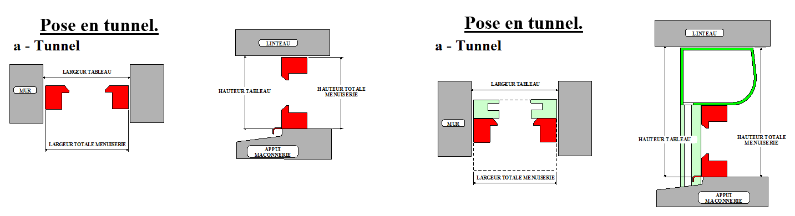 Pose en tunnel.
a - Tunnel
LARGEUR TABLEAU
MUR
LARGEUR TOTALE MENUISERIE
LINTEAU
HAUTEUR TABLEAU
HAUTEUR TOTALE
MENUISERIE
APPUI
MAÇONNERIE
Pose en tunnel.
a - Tunnel
LARGEUR TABLEAU
MUR
LARGEUR TOTALE MENUISERIE
LINTEAU
HAUTEUR TABLEAU
HAUTEUR TOTALE
MENUISERIE
APPUI
MAÇONNERIE